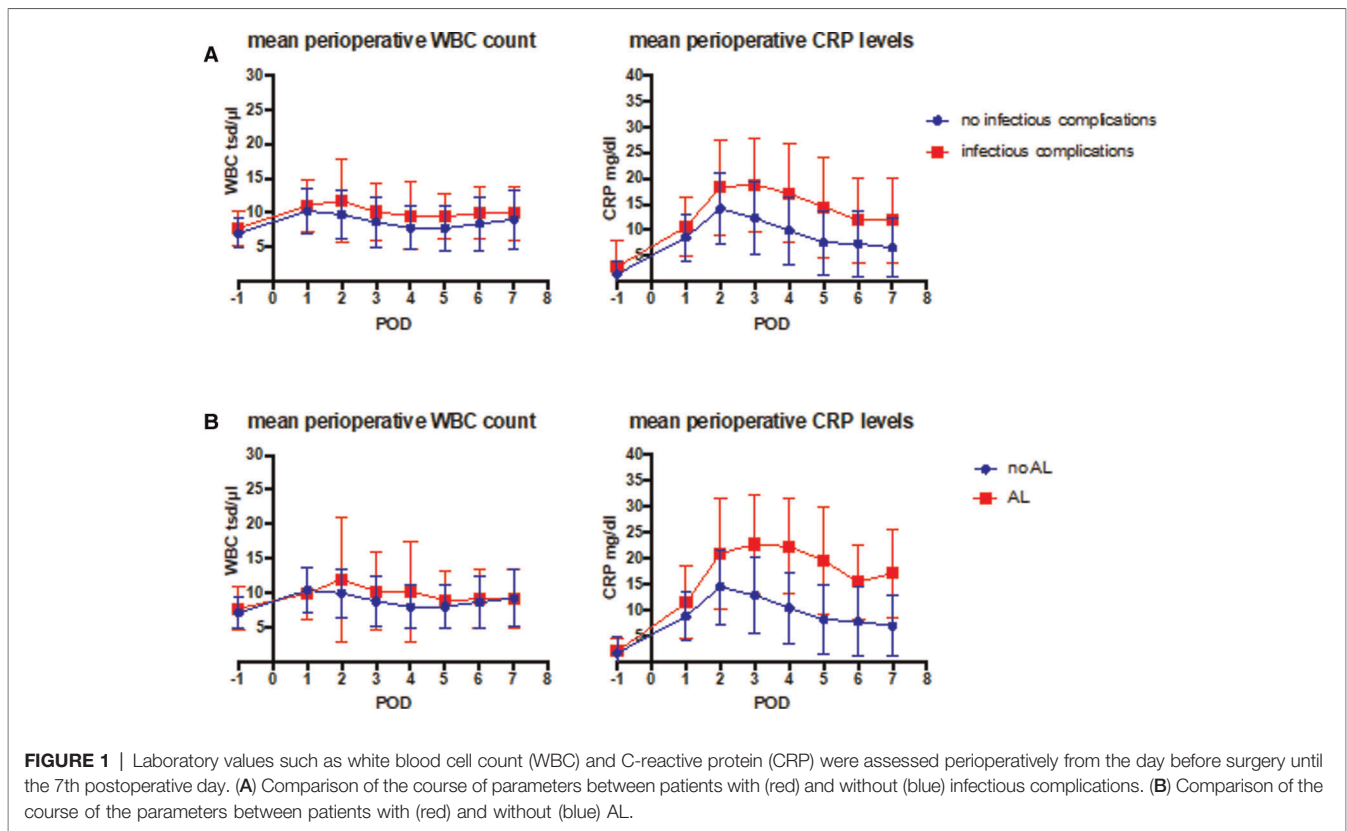 A
mean perioperative WBC count
30
25
20
15
10
5
WBC tsd/µl
-1 0 1 2 3 4 5 6 7 8
POD
mean perioperative CRP levels
40
35
30
25
20
15
10
5
CRP mg/dl
-1 0 1 2 3 4 5 6 7 8
POD
no infectious complications
infectious complications
B
mean perioperative WBC count
30
25
20
15
10
5
WBC tsd/µl
-1 0 1 2 3 4 5 6 7 8
POD
mean perioperative CRP levels
40
35
30
25
20
15
10
5
CRP mg/dl
-1 0 1 2 3 4 5 6 7 8
POD
no AL
AL
FIGURE 1 | Laboratory values such as white blood cell count (WBC) and C-reactive protein (CRP) were assessed perioperatively from the day before surgery until
the 7th postoperative day. (A) Comparison of the course of parameters between patients with (red) and without (blue) infectious complications. (B) Comparison of the
course of the parameters between patients with (red) and without (blue) AL.